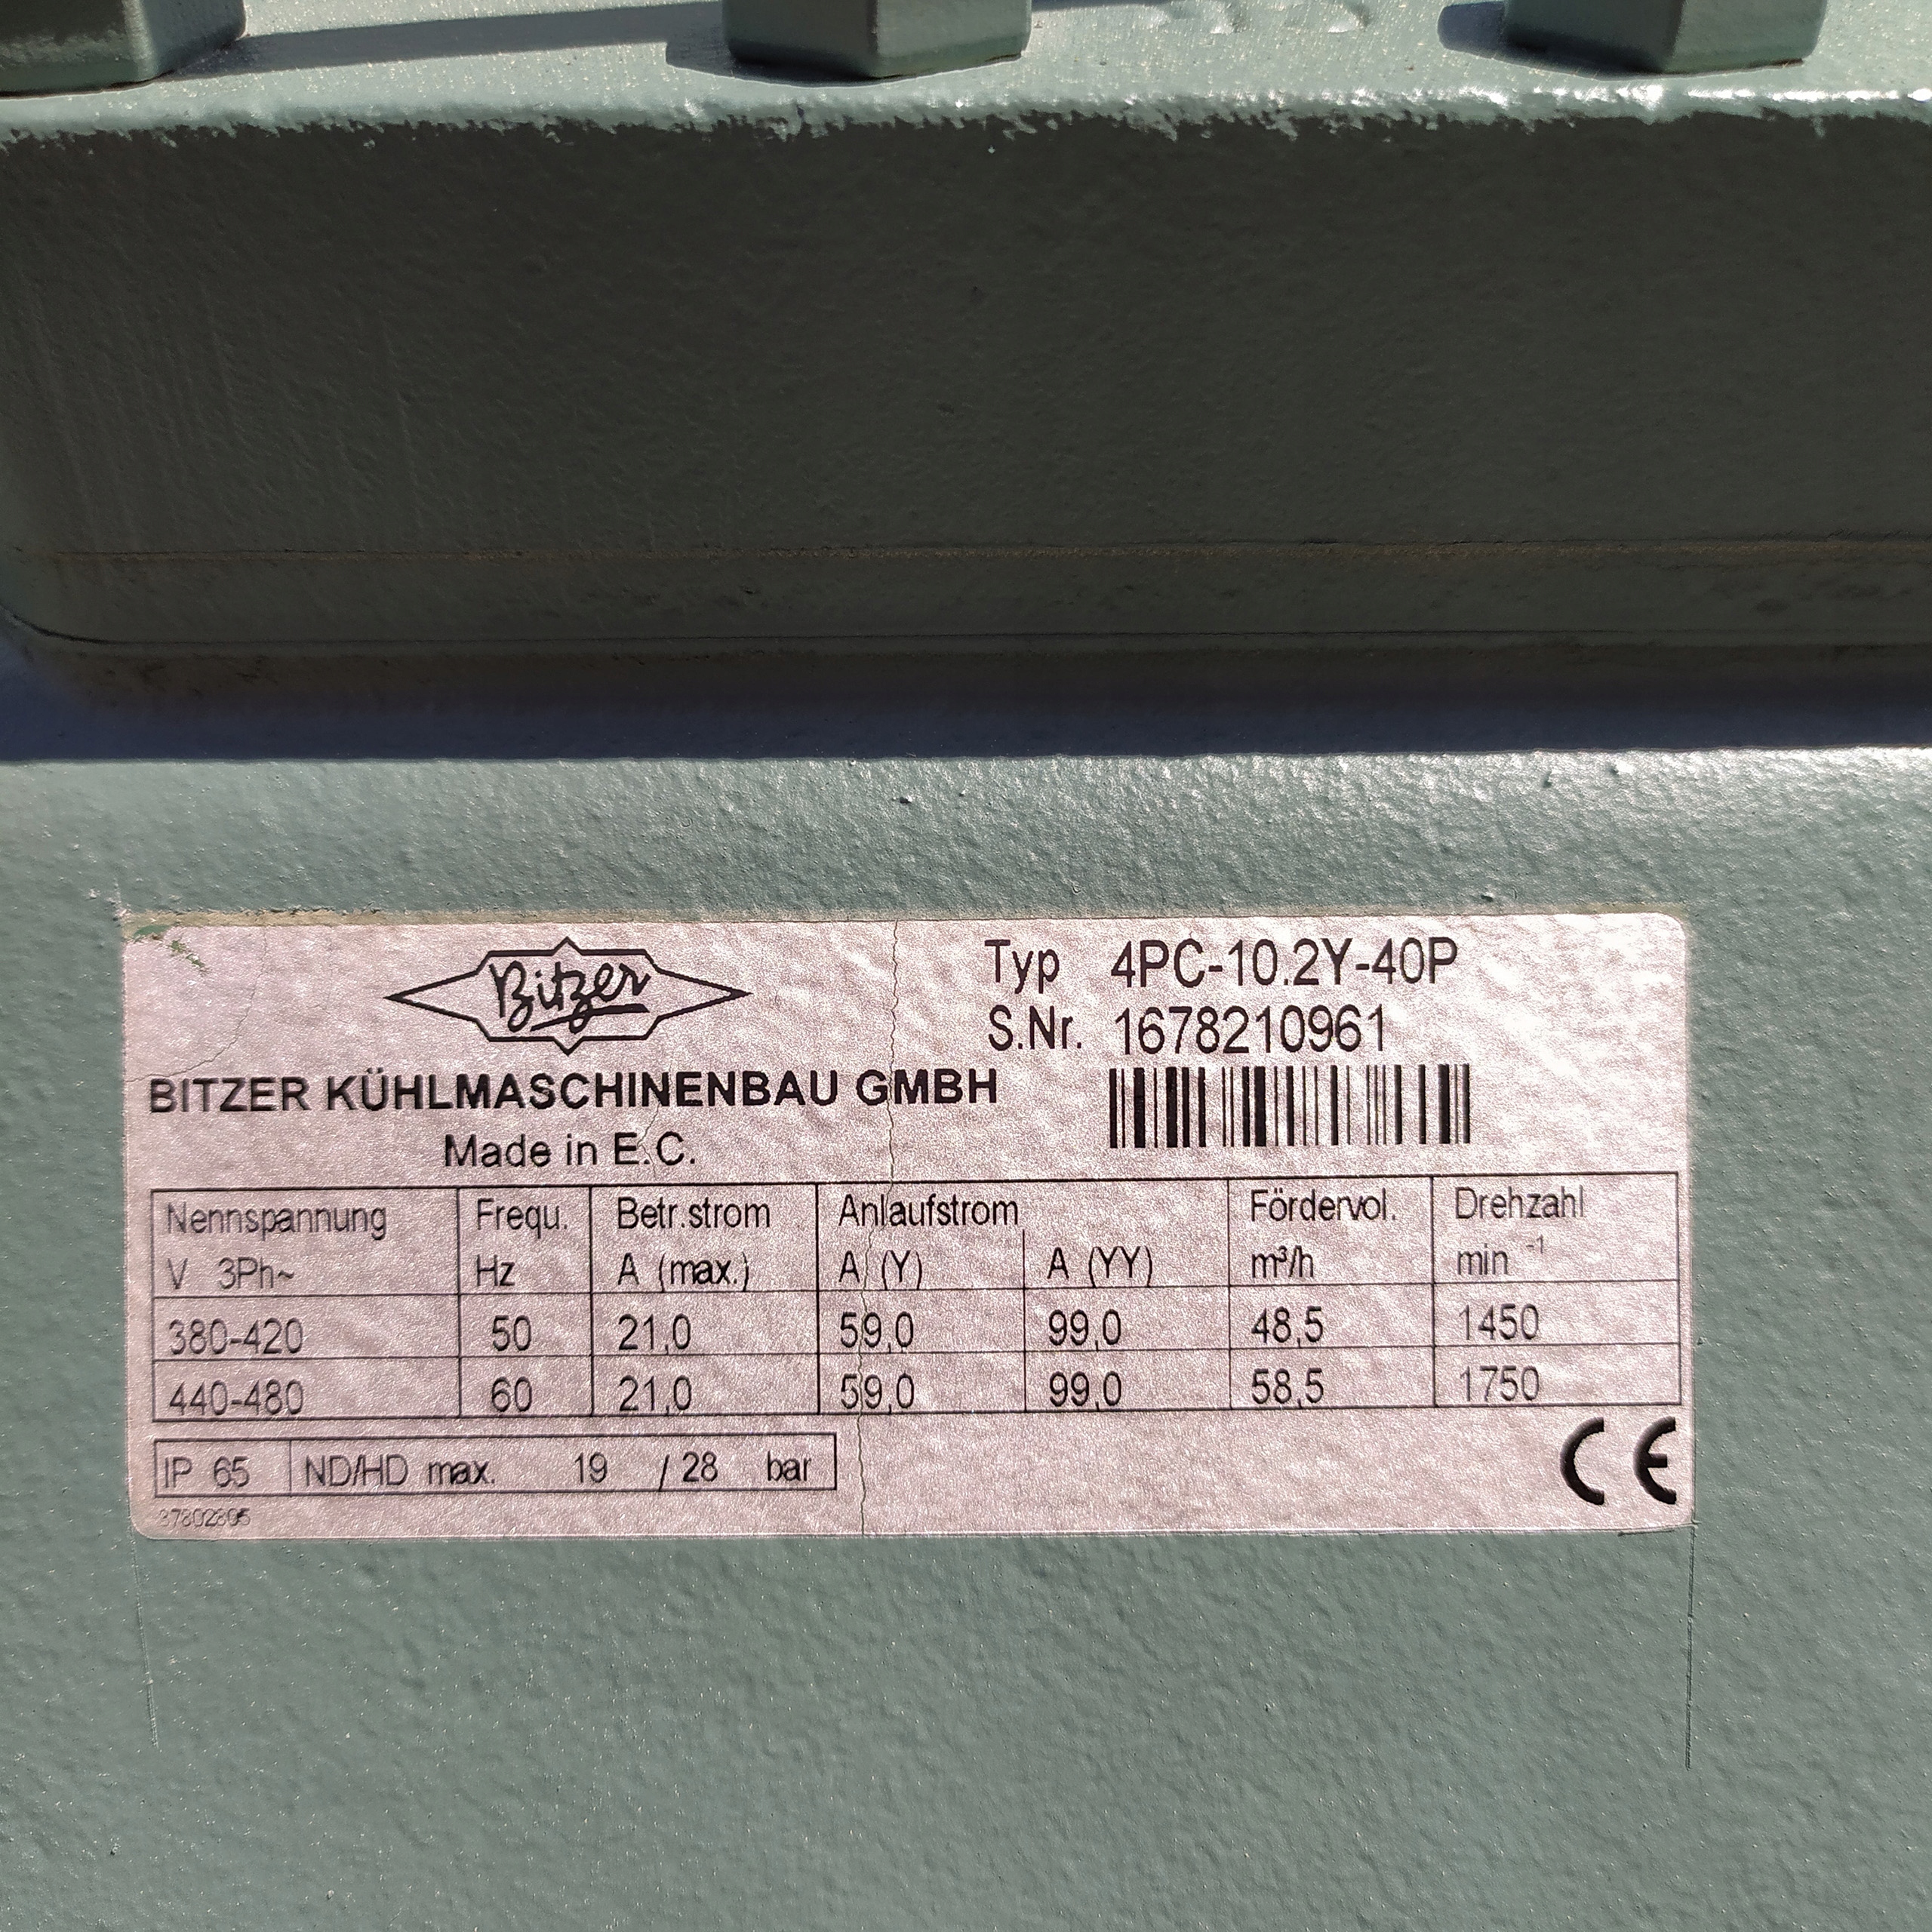 Bitzer
BITZER KÜHLMASCHINENBAU GMBH
Made in E.C.
Typ 4PC-10.2Y-40P
S.Nr. 1678210961
Nennspannung Frequ. Betr.strom Anlaufstrom Fördervol. Drehzahl
V 3Ph~ Hz A (max.) A (Y) A (YY) m³/h min ⁻¹
380-420 50 21,0 59,0 99,0 48,5 1450
440-480 60 21,0 59,0 99,0 58,5 1750
IP 65 ND/HD max. 19 / 28 bar
CE